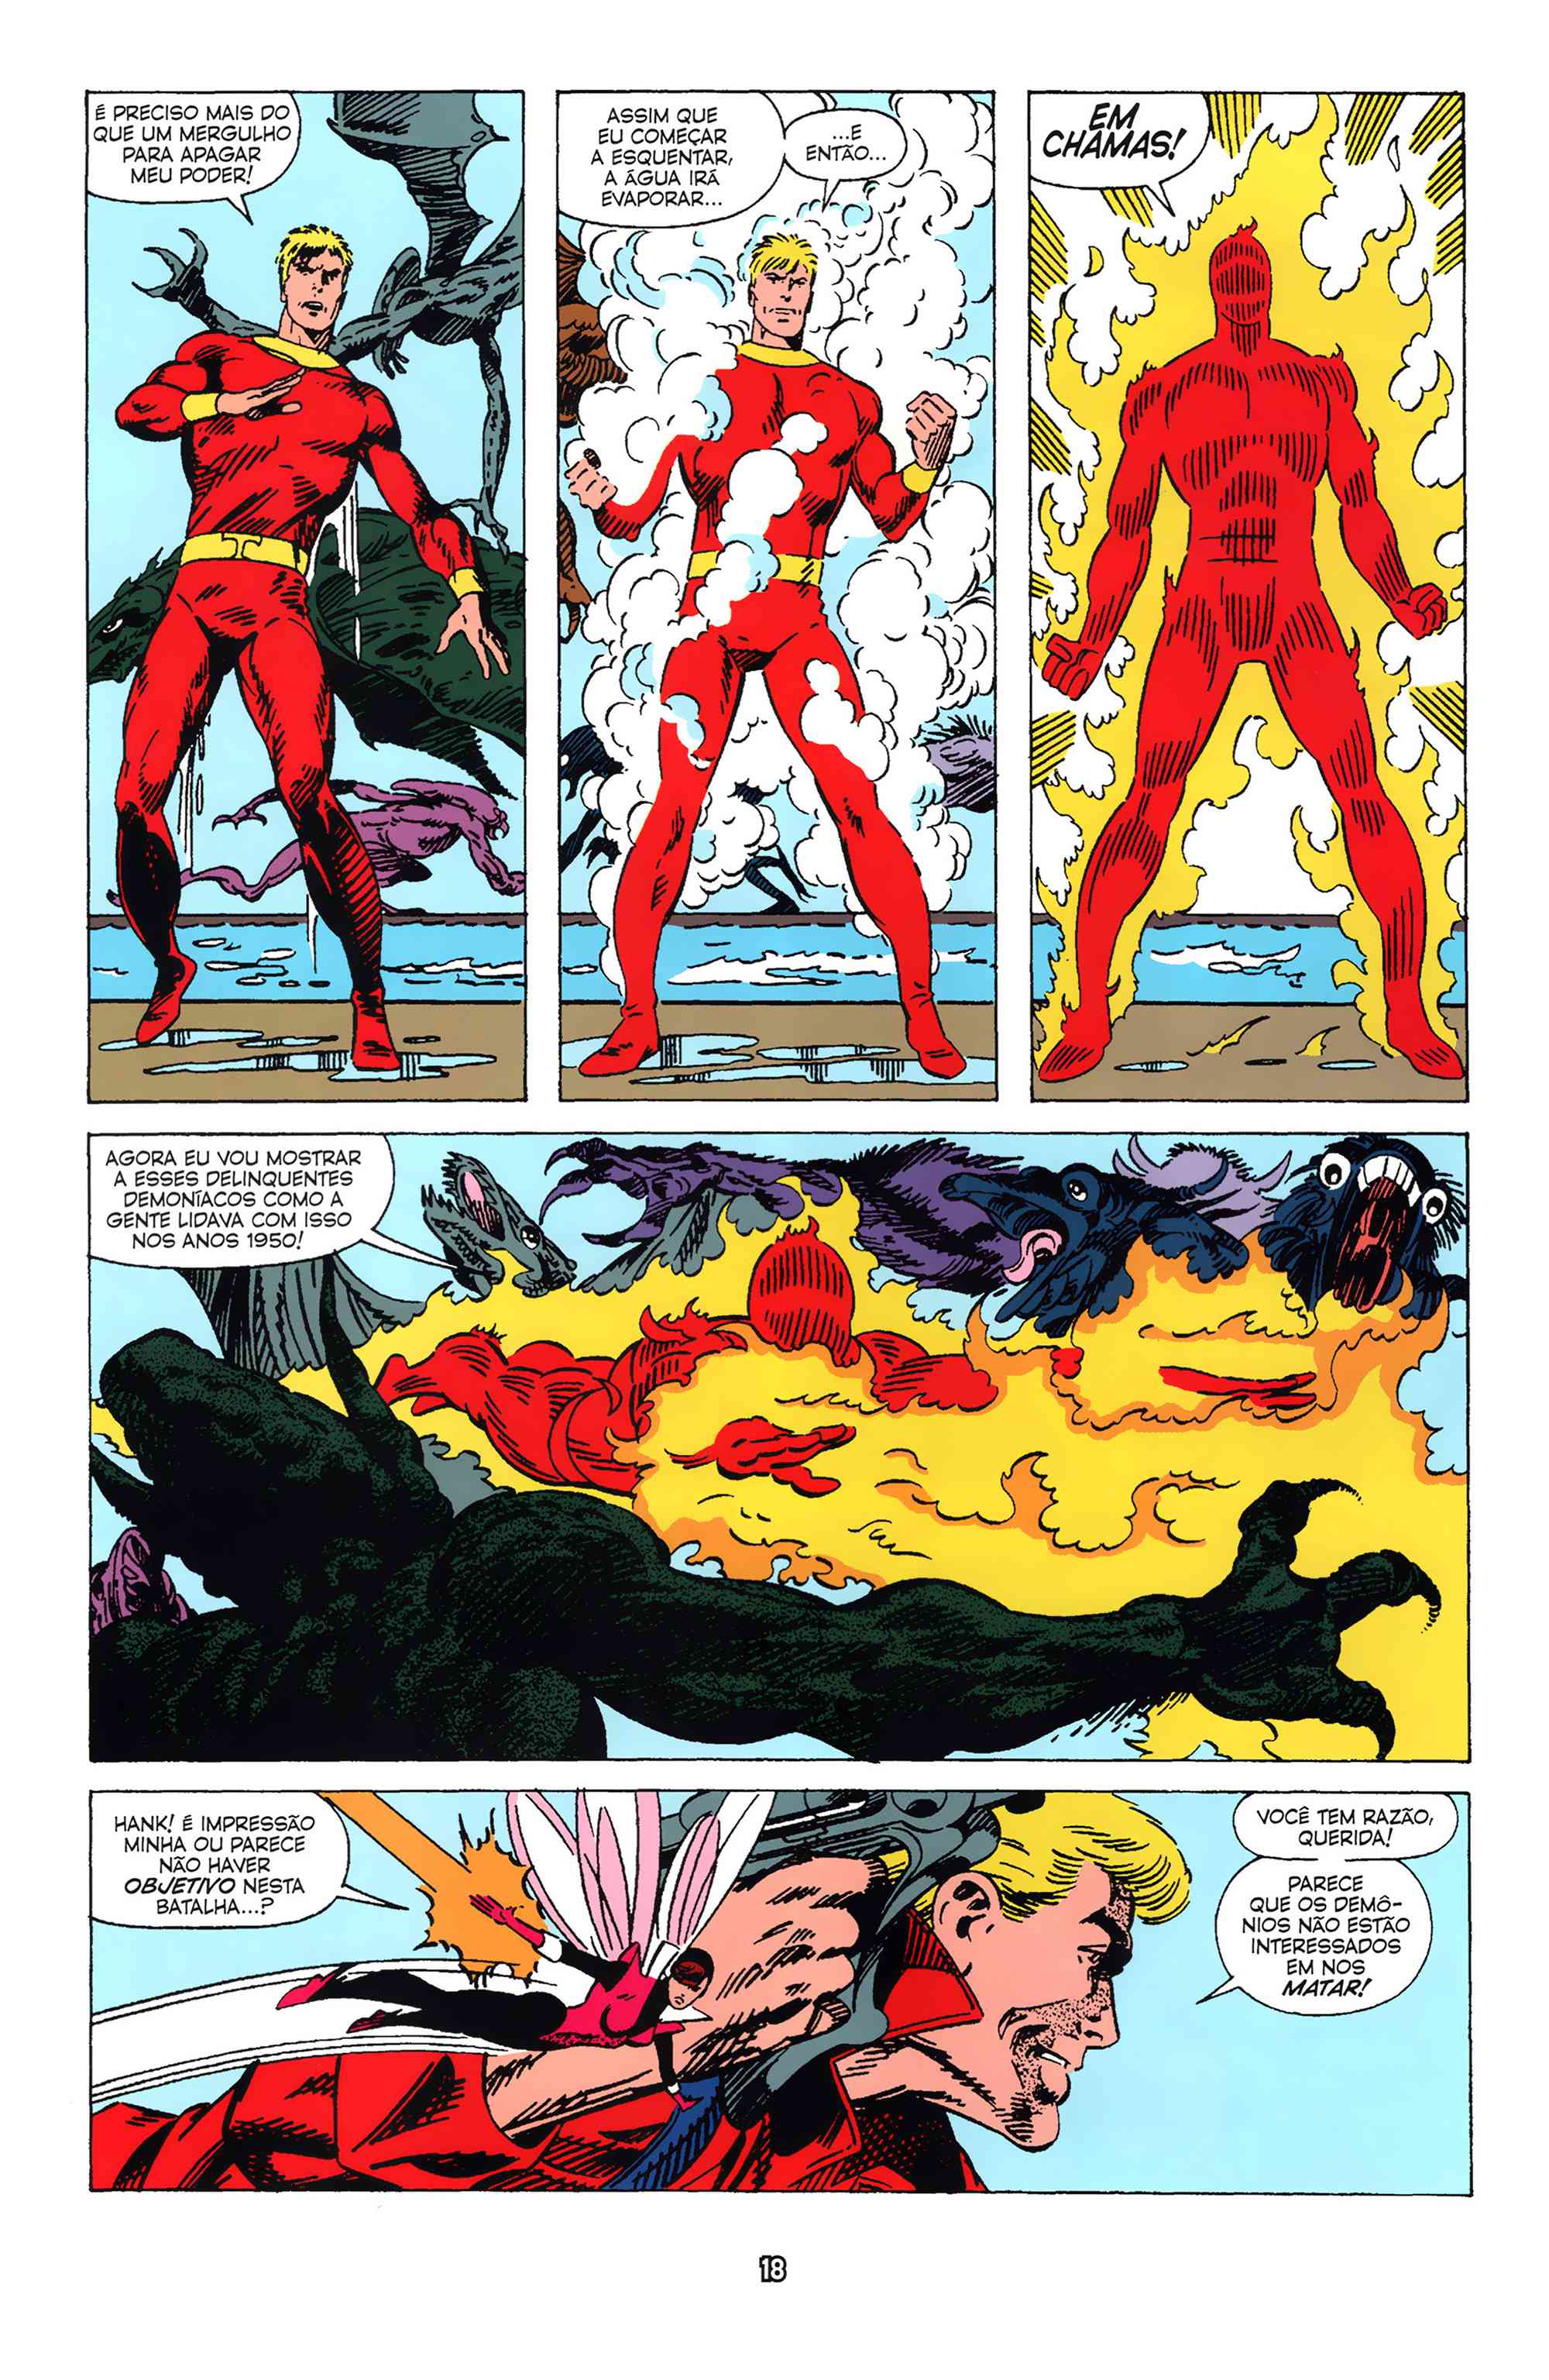 É PRECISO MAIS DO
QUE UM MERGULHO
PARA APAGAR
MEU PODER!
ASSIM QUE
EU COMEÇAR
A ESQUENTAR,
A ÁGUA IRÁ
EVAPORAR...
...E
ENTÃO...
EM
CHAMAS!
AGORA EU VOU MOSTRAR
A ESSES DELINQUENTES
DEMONÍACOS COMO A
GENTE LIDAVA COM ISSO
NOS ANOS 1950!
HANK! É IMPRESSÃO
MINHA OU PARECE
NÃO HAVER
OBJETIVO NESTA
BATALHA...?
VOCÊ TEM RAZÃO,
QUERIDA!
PARECE
QUE OS DEMÔ-
NIOS NÃO ESTÃO
INTERESSADOS
EM NOS
MATAR!
18